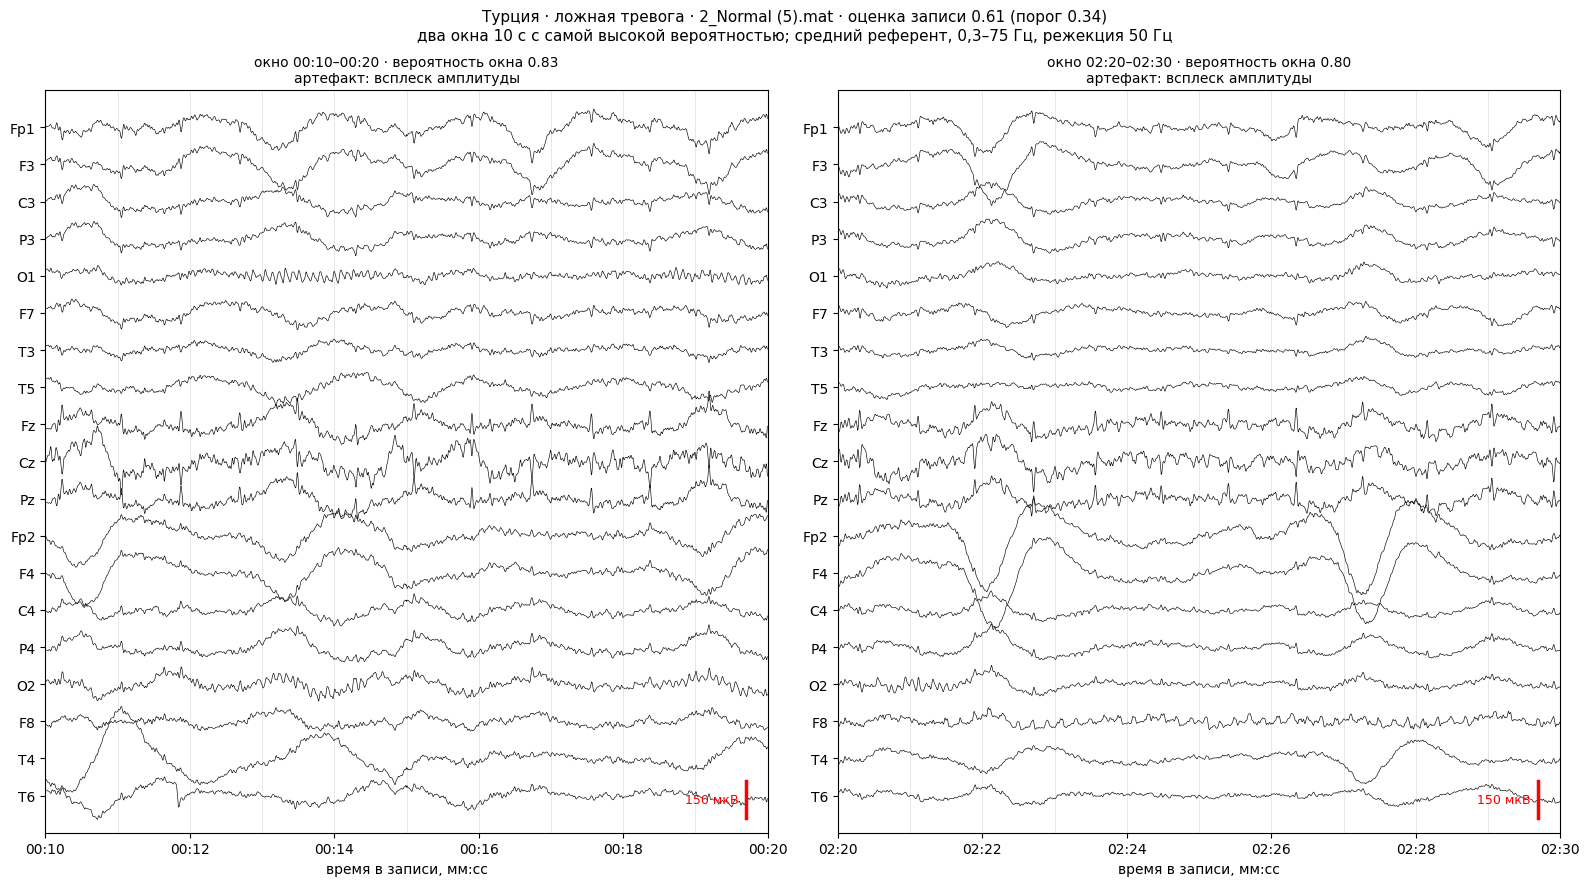 Турция · ложная тревога · 2_Normal (5).mat · оценка записи 0.61 (порог 0.34)
два окна 10 с с самой высокой вероятностью; средний референт, 0,3–75 Гц, режекция 50 Гц
окно 00:10–00:20 · вероятность окна 0.83
артефакт: всплеск амплитуды
Fp1
F3
C3
P3
O1
F7
T3
T5
Fz
Cz
Pz
Fp2
F4
C4
P4
O2
F8
T4
T6
150 мкВ
00:10 00:12 00:14 00:16 00:18 00:20
время в записи, мм:сс
окно 02:20–02:30 · вероятность окна 0.80
артефакт: всплеск амплитуды
Fp1
F3
C3
P3
O1
F7
T3
T5
Fz
Cz
Pz
Fp2
F4
C4
P4
O2
F8
T4
T6
150 мкВ
02:20 02:22 02:24 02:26 02:28 02:30
время в записи, мм:сс